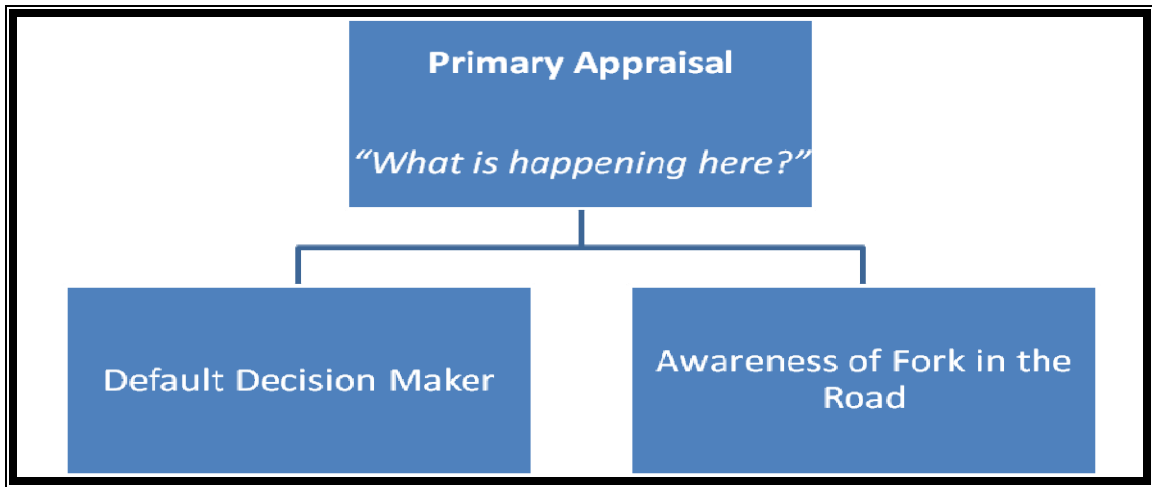 Primary Appraisal
“What is happening here?”
Default Decision Maker
Awareness of Fork in the
Road